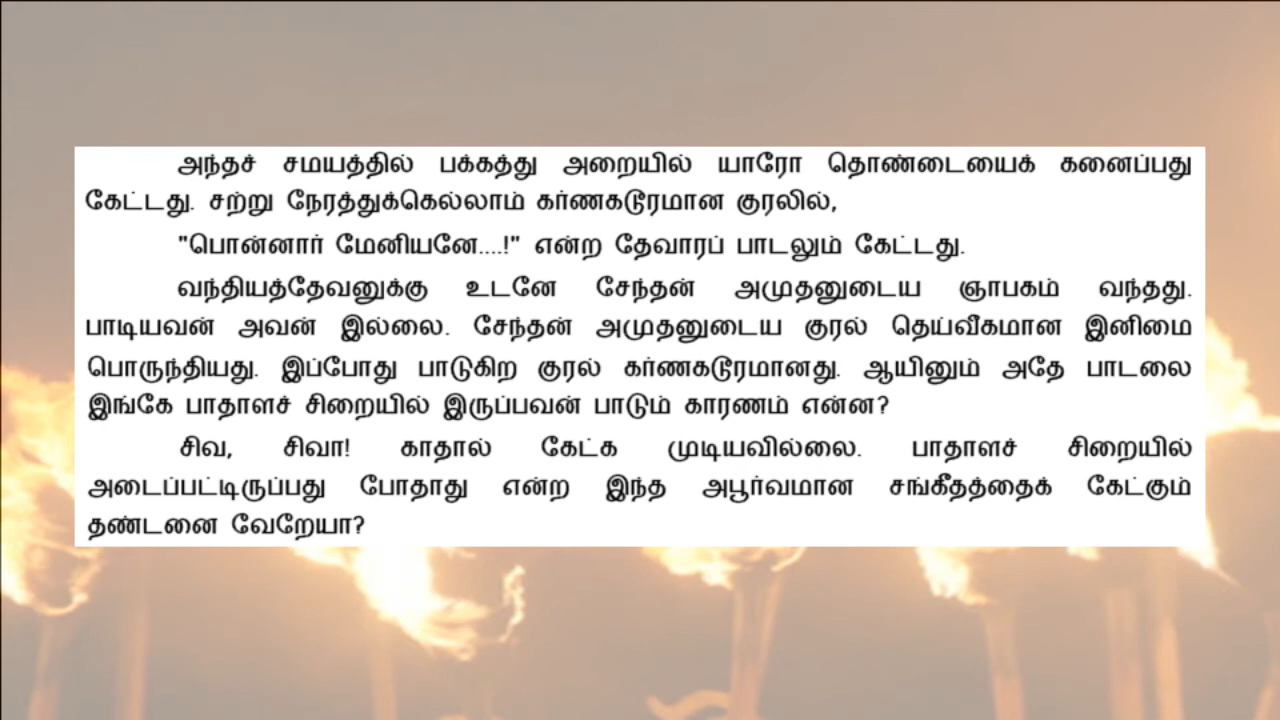 அந்தச் சமயத்தில் பக்கத்து அறையில் யாரோ தொண்டையைக் கனைப்பது
கேட்டது. சற்று நேரத்துக்கெல்லாம் கர்ணகடூரமான குரலில்,
"பொன்னார் மேனியனே....!" என்ற தேவாரப் பாடலும் கேட்டது.
வந்தியத்தேவனுக்கு உடனே சேந்தன் அமுதனுடைய ஞாபகம் வந்தது.
பாடியவன் அவன் இல்லை. சேந்தன் அமுதனுடைய குரல் தெய்வீகமான இனிமை
பொருந்தியது. இப்போது பாடுகிற குரல் கர்ணகடூரமானது. ஆயினும் அதே பாடலை
இங்கே பாதாளச் சிறையில் இருப்பவன் பாடும் காரணம் என்ன?
சிவ, சிவா! காதால் கேட்க முடியவில்லை. பாதாளச் சிறையில்
அடைப்பட்டிருப்பது போதாது என்ற இந்த அபூர்வமான சங்கீதத்தைக் கேட்கும்
தண்டனை வேறேயா?